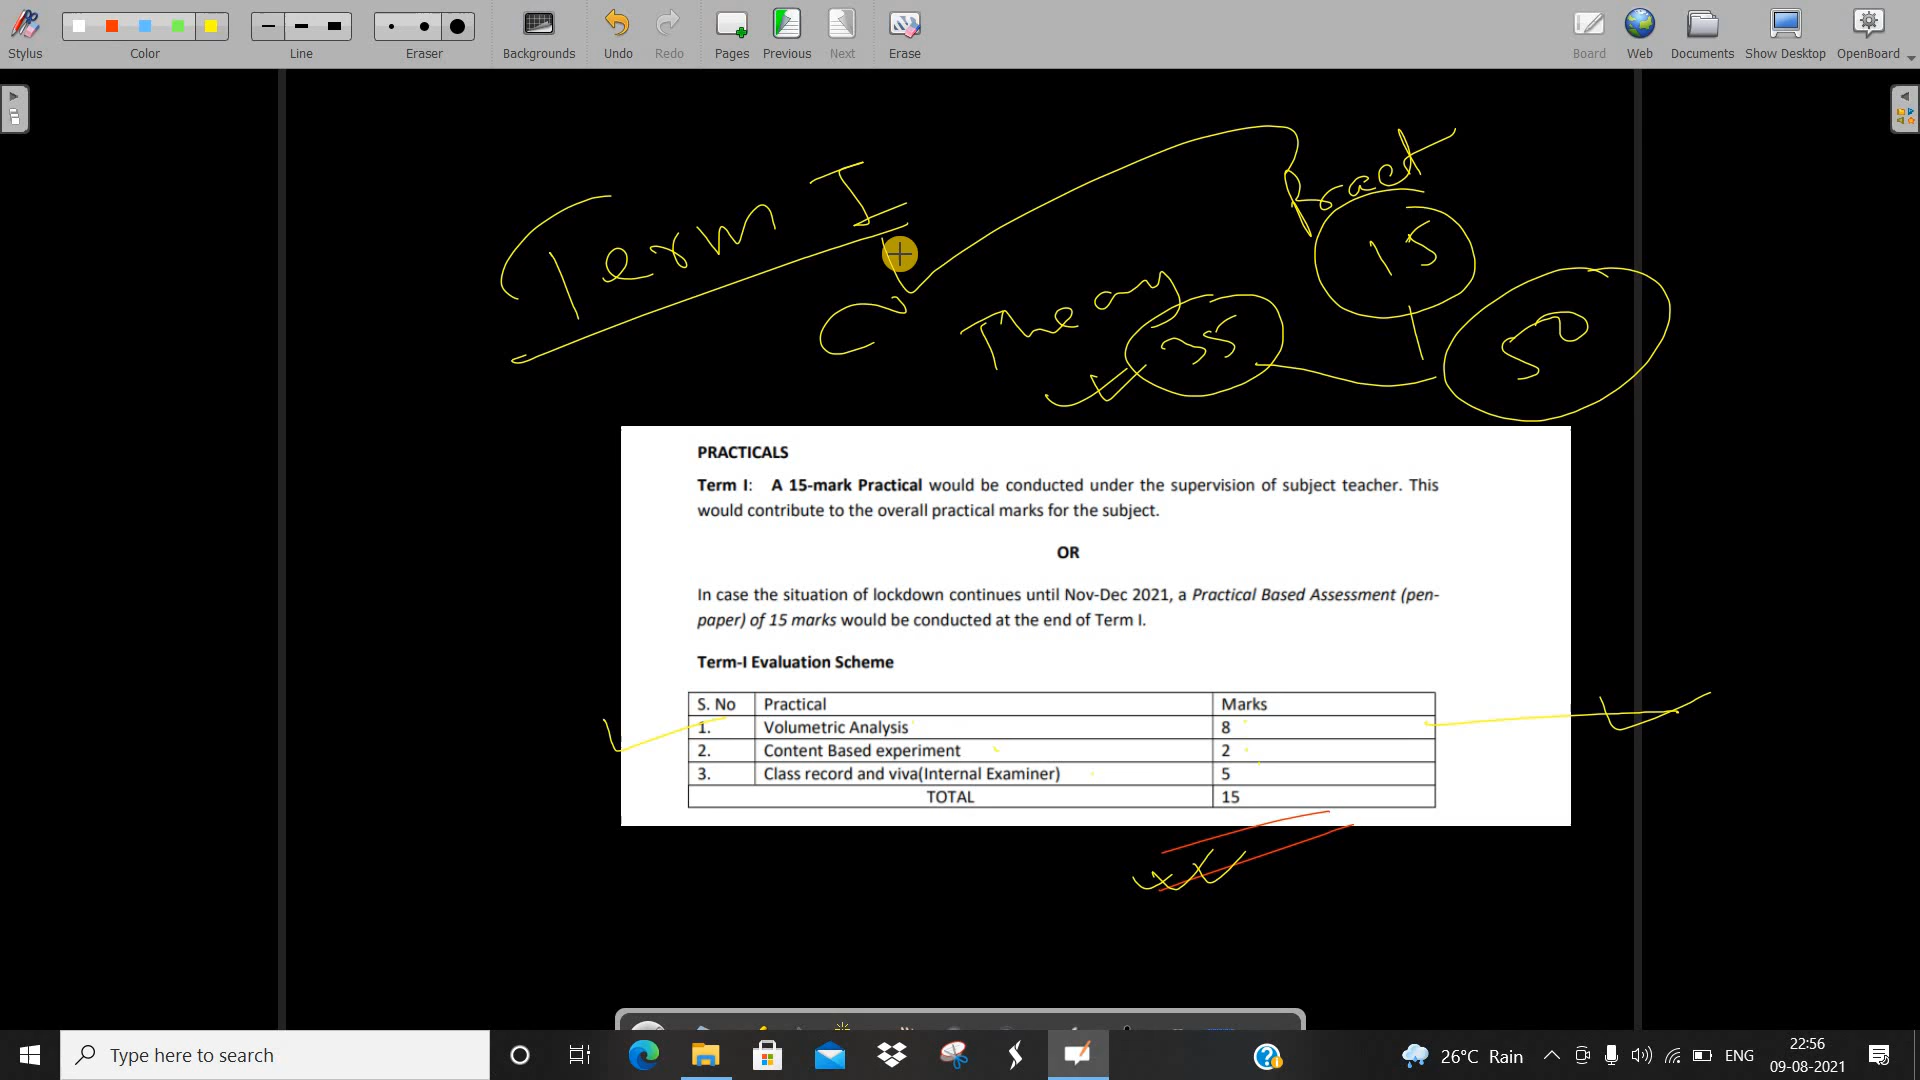 Stylus Color Line Eraser Backgrounds Undo Redo Pages Previous Next Erase Board Web Documents Show Desktop OpenBoard
Term I
Pract
15
Theory
35
50
PRACTICALS
Term I: A 15-mark Practical would be conducted under the supervision of subject teacher. This
would contribute to the overall practical marks for the subject.
OR
In case the situation of lockdown continues until Nov-Dec 2021, a Practical Based Assessment (pen-
paper) of 15 marks would be conducted at the end of Term I.
Term-I Evaluation Scheme
S. No Practical Marks
1. Volumetric Analysis 8
2. Content Based experiment 2
3. Class record and viva(Internal Examiner) 5
TOTAL 15
Type here to search
26°C Rain
ENG
22:56
09-08-2021